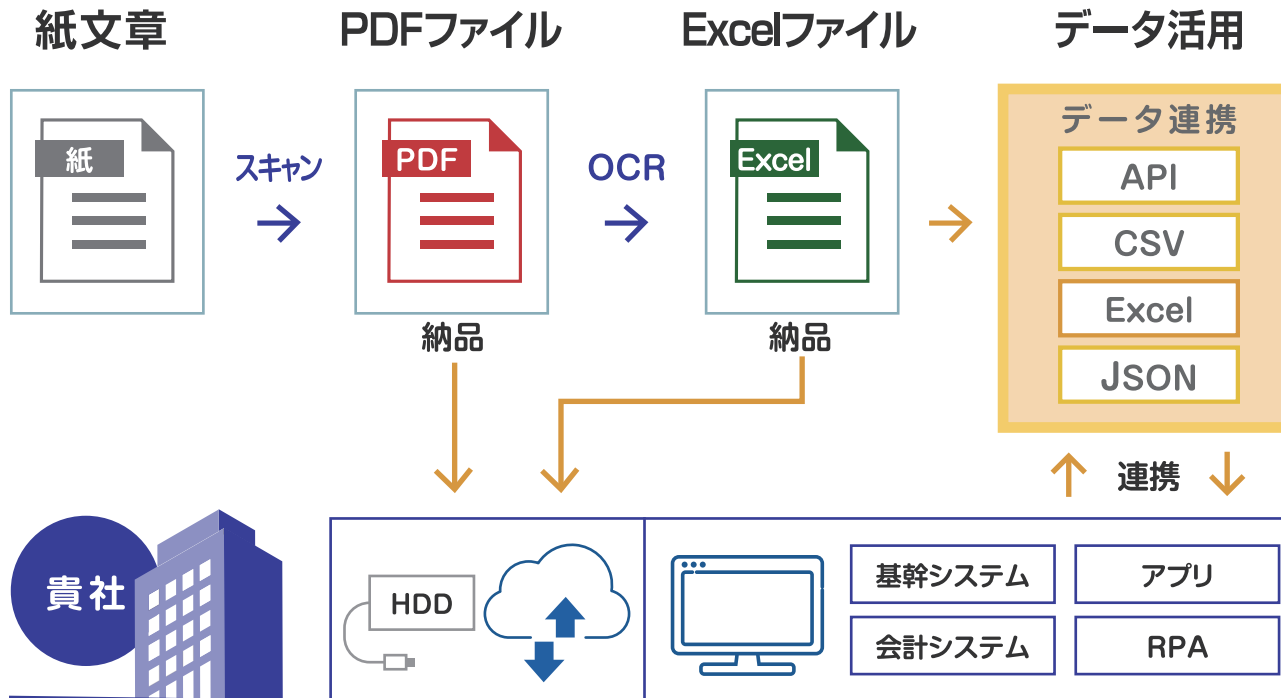 紙文章
PDFファイル
Excelファイル
データ活用
紙
スキャン
PDF
OCR
Excel
データ連携
API
CSV
Excel
JSON
納品
納品
連携
貴社
HDD
基幹システム
アプリ
会計システム
RPA